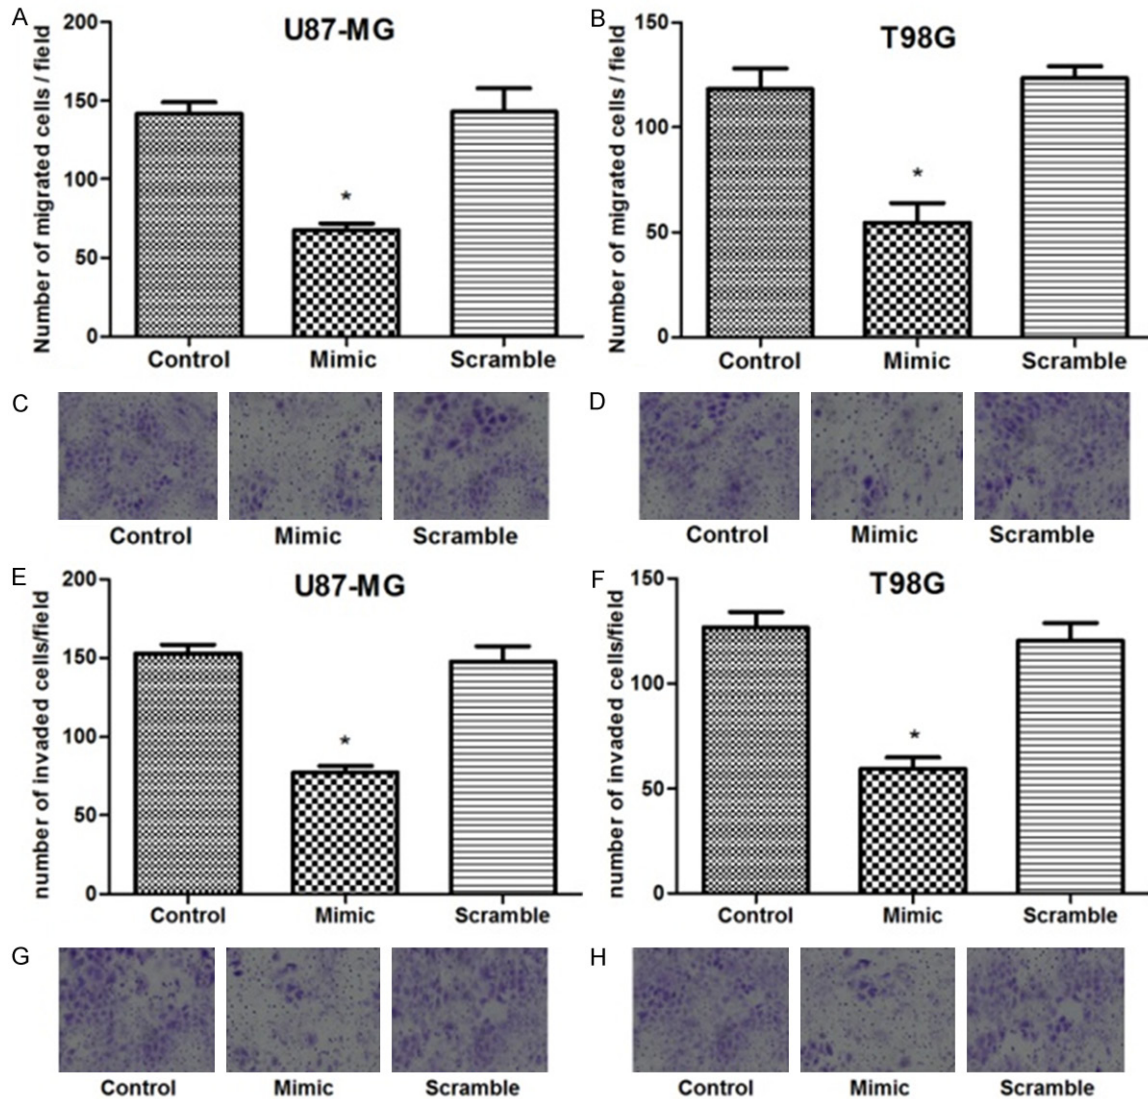 A
U87-MG
Number of migrated cells / field
200
150
100
50
0
*
Control Mimic Scramble
B
T98G
Number of migrated cells / field
150
100
50
0
*
Control Mimic Scramble
C
Control Mimic Scramble
D
Control Mimic Scramble
E
U87-MG
number of invaded cells/field
200
150
100
50
0
*
Control Mimic Scramble
F
T98G
number of invaded cells/field
150
100
50
0
*
Control Mimic Scramble
G
Control Mimic Scramble
H
Control Mimic Scramble